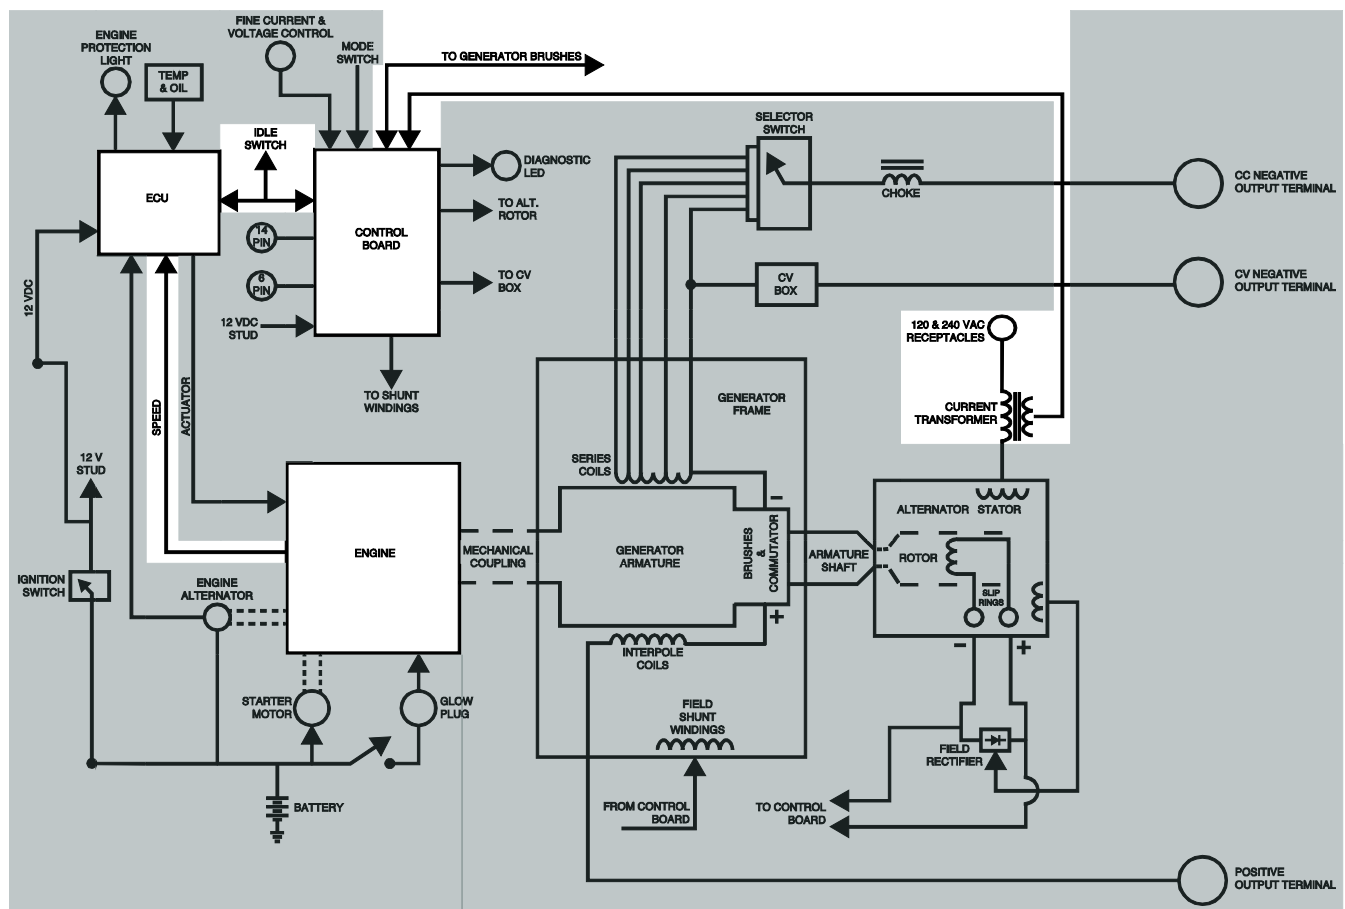 FINE CURRENT &
VOLTAGE CONTROL
ENGINE
PROTECTION
LIGHT
MODE
SWITCH
TO GENERATOR BRUSHES
TEMP
& OIL
IDLE
SWITCH
SELECTOR
SWITCH
DIAGNOSTIC
LED
ECU
CHOKE
CC NEGATIVE
OUTPUT TERMINAL
TO ALT.
ROTOR
14
PIN
CONTROL
BOARD
6
PIN
TO CV
BOX
CV
BOX
CV NEGATIVE
OUTPUT TERMINAL
12 VDC
12 VDC
STUD
120 & 240 VAC
RECEPTACLES
TO SHUNT
WINDINGS
GENERATOR
FRAME
SPEED
ACTUATOR
CURRENT
TRANSFORMER
12 V
STUD
SERIES
COILS
–
ALTERNATOR STATOR
ENGINE
MECHANICAL
COUPLING
GENERATOR
ARMATURE
BRUSHES
&
COMMUTATOR
ARMATURE
SHAFT
ROTOR
IGNITION
SWITCH
ENGINE
ALTERNATOR
SLIP
RINGS
+
INTERPOLE
COILS
– +
STARTER
MOTOR
GLOW
PLUG
FIELD
SHUNT
WINDINGS
FIELD
RECTIFIER
BATTERY
FROM CONTROL
BOARD
TO CONTROL
BOARD
POSITIVE
OUTPUT TERMINAL